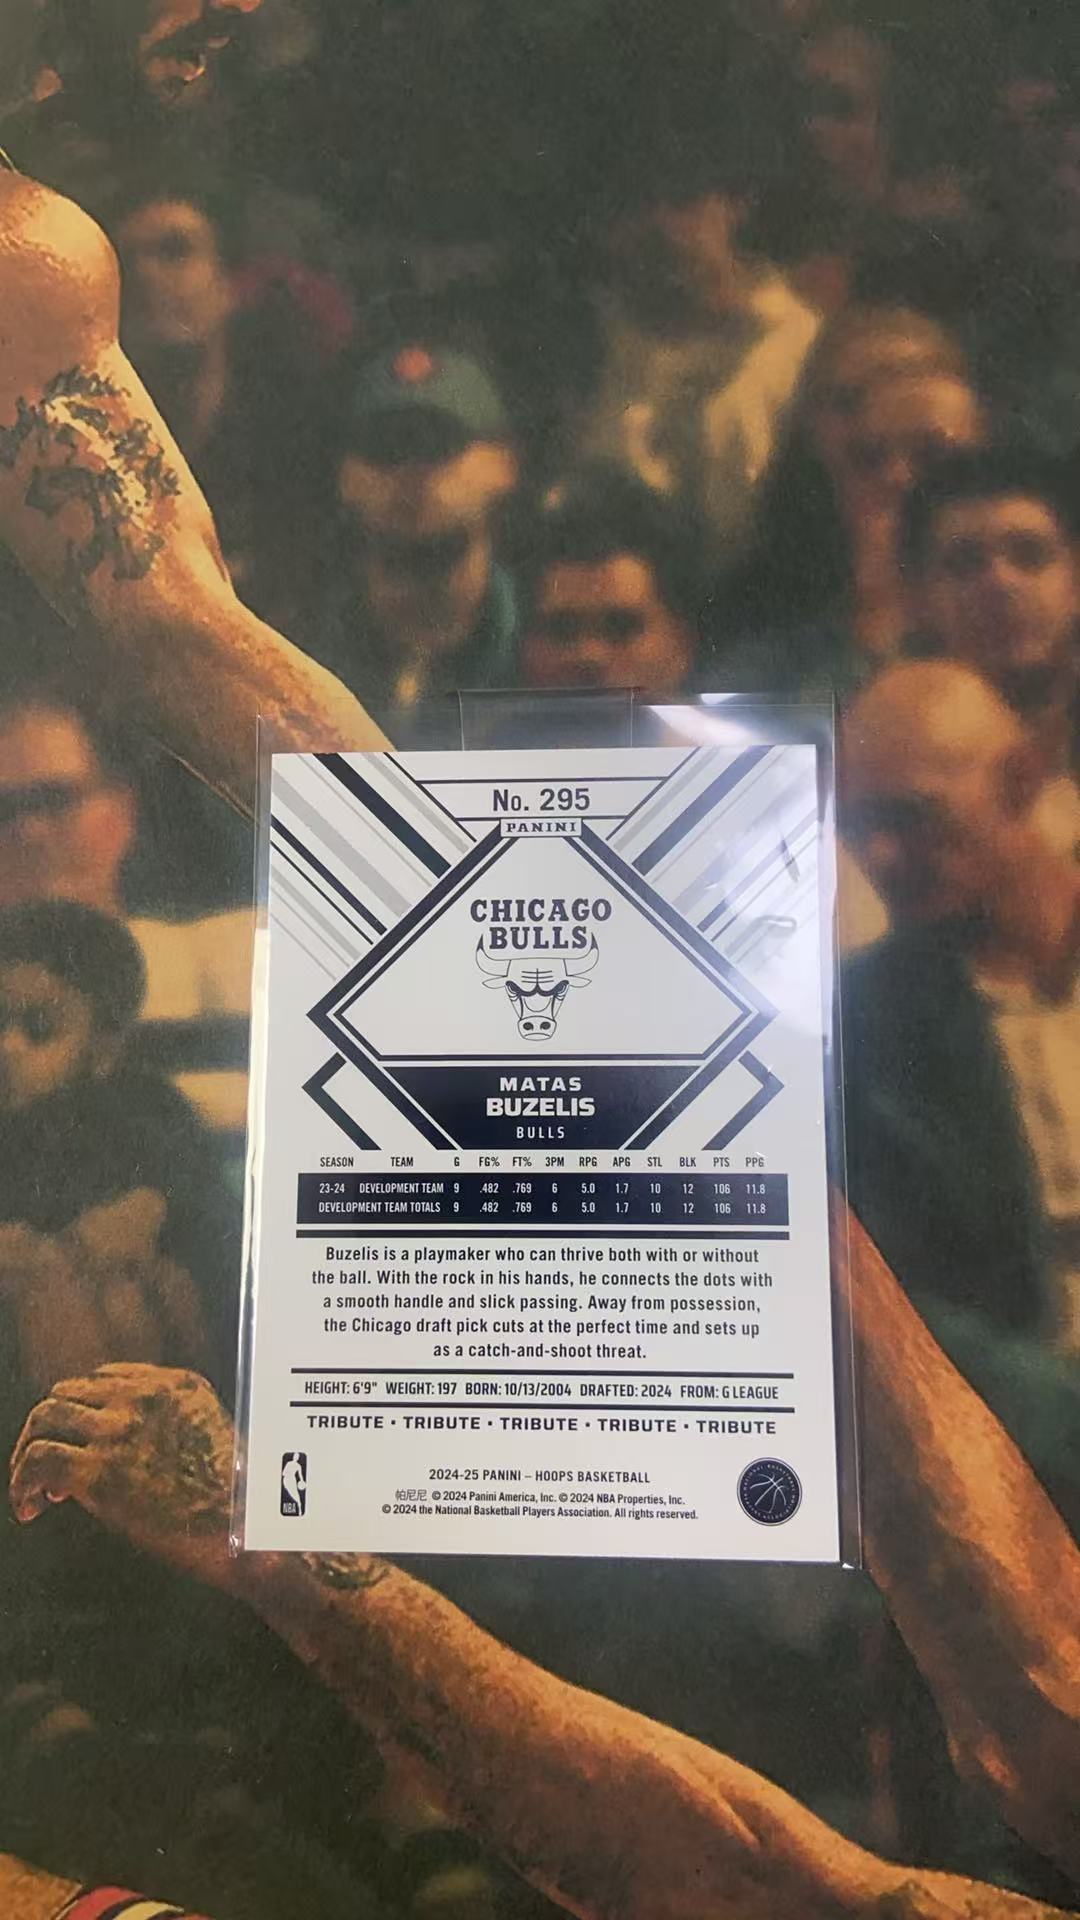 No. 295
PANINI
CHICAGO
BULLS
MATAS
BUZELIS
BULLS
SEASON TEAM G FG% FT% 3PM RPG APG STL BLK PTS PPG
23-24 DEVELOPMENT TEAM 9 .482 .769 6 5.0 1.7 10 12 106 11.8
DEVELOPMENT TEAM TOTALS 9 .482 .769 6 5.0 1.7 10 12 106 11.8
Buzelis is a playmaker who can thrive both with or without
the ball. With the rock in his hands, he connects the dots with
a smooth handle and slick passing. Away from possession,
the Chicago draft pick cuts at the perfect time and sets up
as a catch-and-shoot threat.
HEIGHT: 6'9" WEIGHT: 197 BORN: 10/13/2004 DRAFTED: 2024 FROM: G LEAGUE
TRIBUTE • TRIBUTE • TRIBUTE • TRIBUTE • TRIBUTE
2024-25 PANINI – HOOPS BASKETBALL
帕尼尼 © 2024 Panini America, Inc. © 2024 NBA Properties, Inc.
© 2024 the National Basketball Players Association. All rights reserved.
NBA